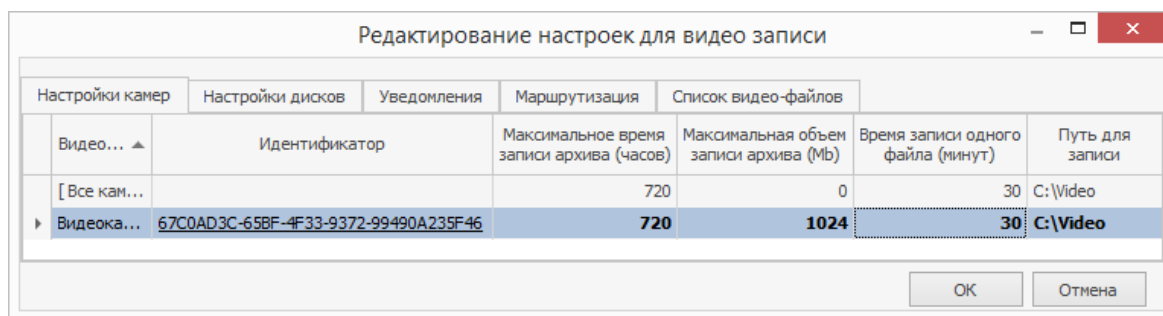 Редактирование настроек для видео записи
Настройки камер Настройки дисков Уведомления Маршрутизация Список видео-файлов
Видео... Идентификатор Максимальное время записи архива (часов) Максимальная объем записи архива (Mb) Время записи одного файла (минут) Путь для записи
[ Все кам... 720 0 30 C:\Video
Видеока... 67C0AD3C-65BF-4F33-9372-99490A235F46 720 1024 30 C:\Video
ОК Отмена